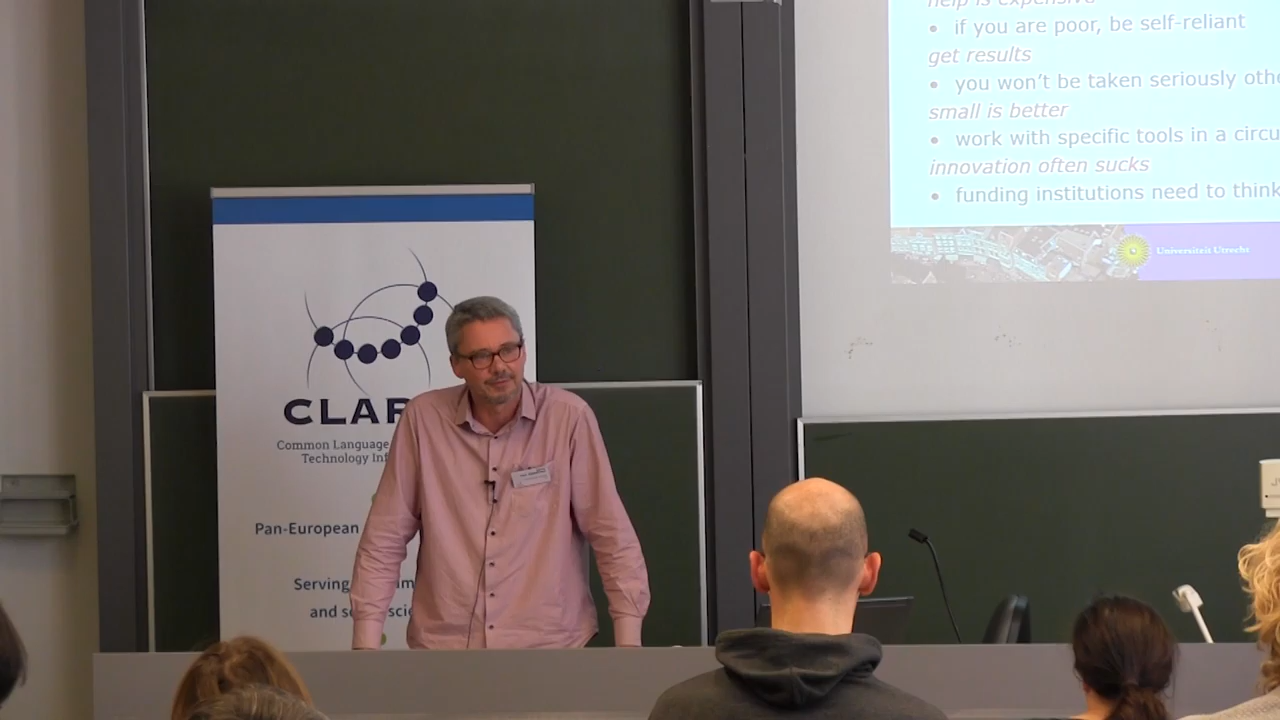 help is expensive
• if you are poor, be self-reliant
get results
• you won't be taken seriously othe
small is better
• work with specific tools in a circu
innovation often sucks
• funding institutions need to think
Universiteit Utrecht
CLAR
Common Language
Technology Inf
Pan-European
Serving
and so